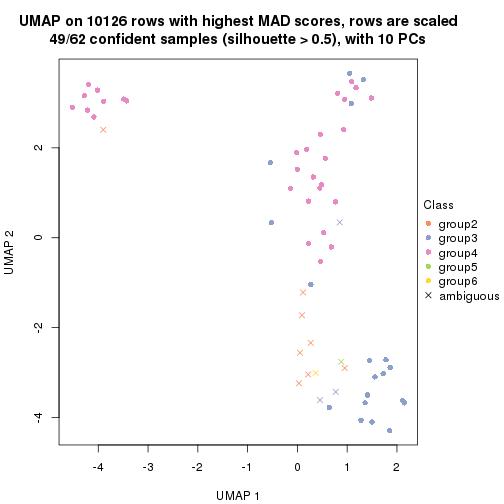 UMAP on 10126 rows with highest MAD scores, rows are scaled
49/62 confident samples (silhouette > 0.5), with 10 PCs
2
0
-2
-4
UMAP 2
-4
-3
-2
-1
0
1
2
UMAP 1
Class
group2
group3
group4
group5
group6
ambiguous